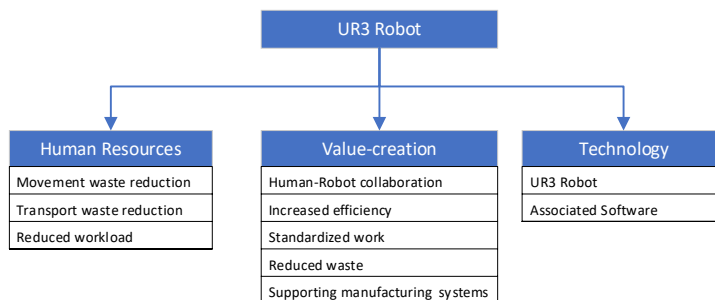 UR3 Robot
Human Resources
Movement waste reduction
Transport waste reduction
Reduced workload
Value-creation
Human-Robot collaboration
Increased efficiency
Standardized work
Reduced waste
Supporting manufacturing systems
Technology
UR3 Robot
Associated Software